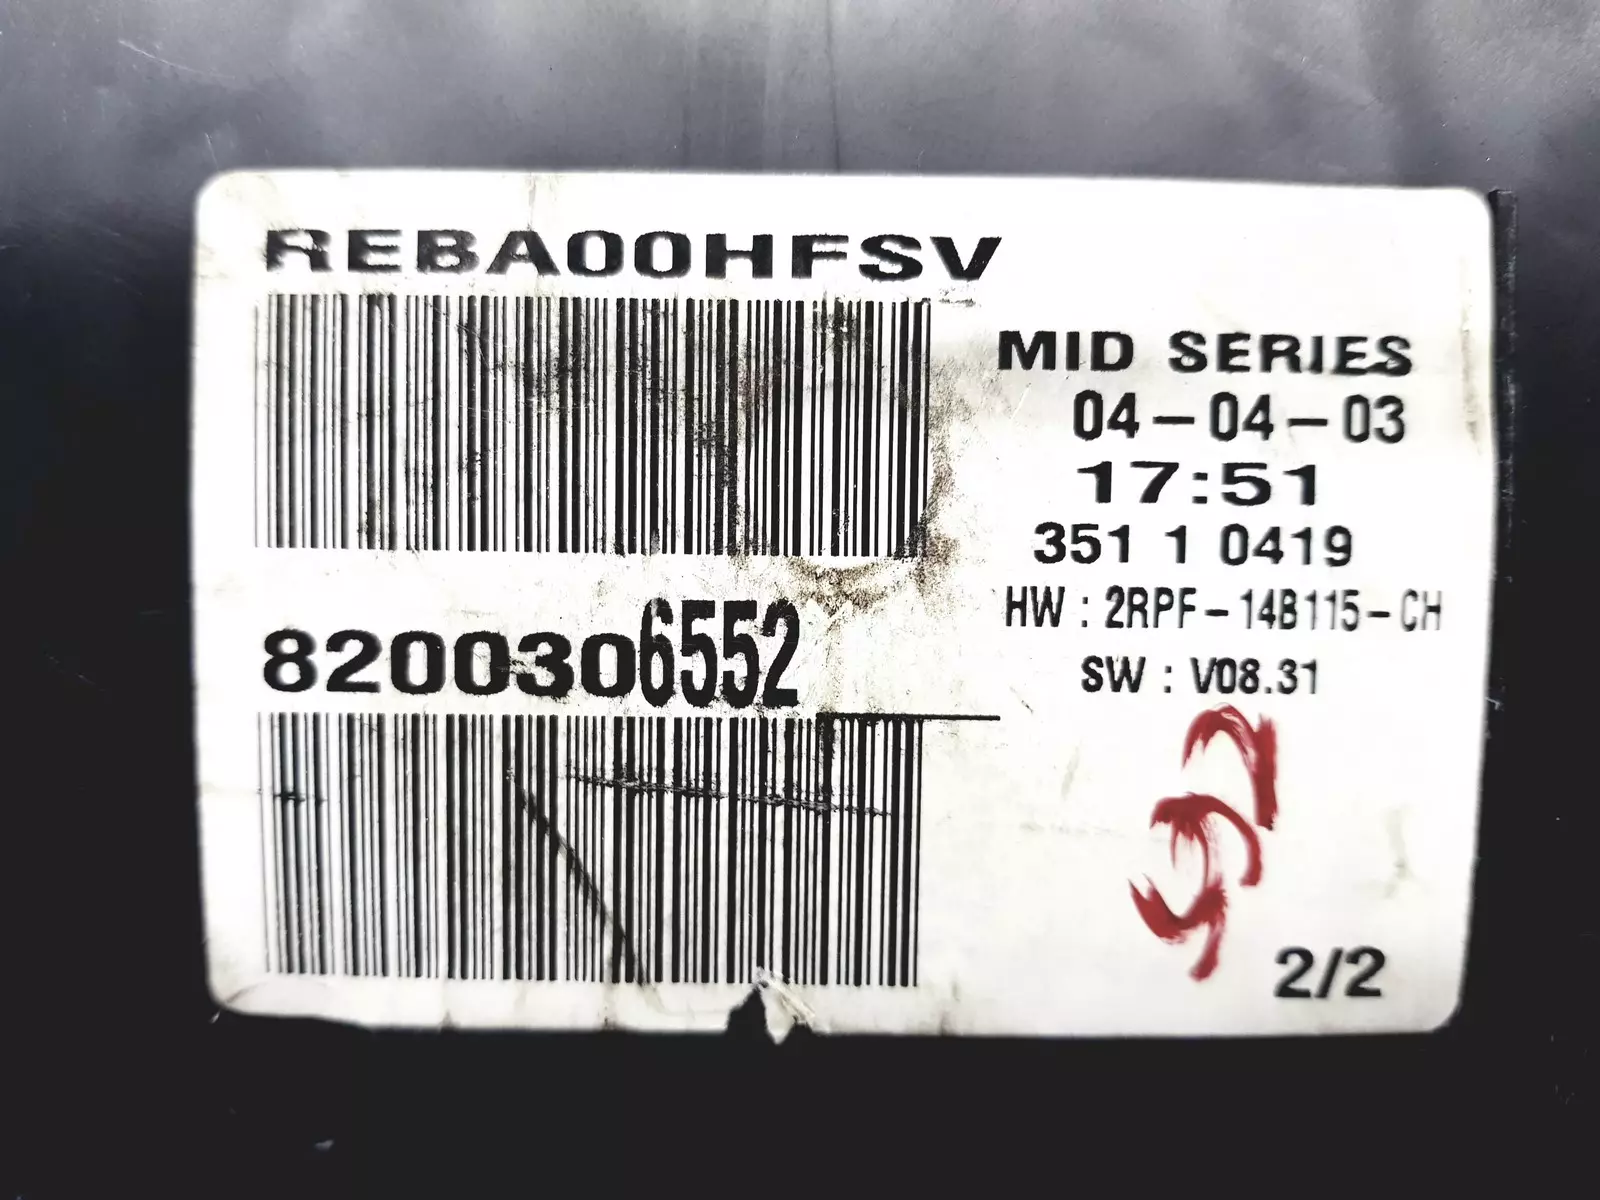 REBA00HFSV
MID SERIES
04-04-03
17:51
351 1 0419
HW : 2RPF-14B115-CH
8200306552
SW : V08.31
2/2